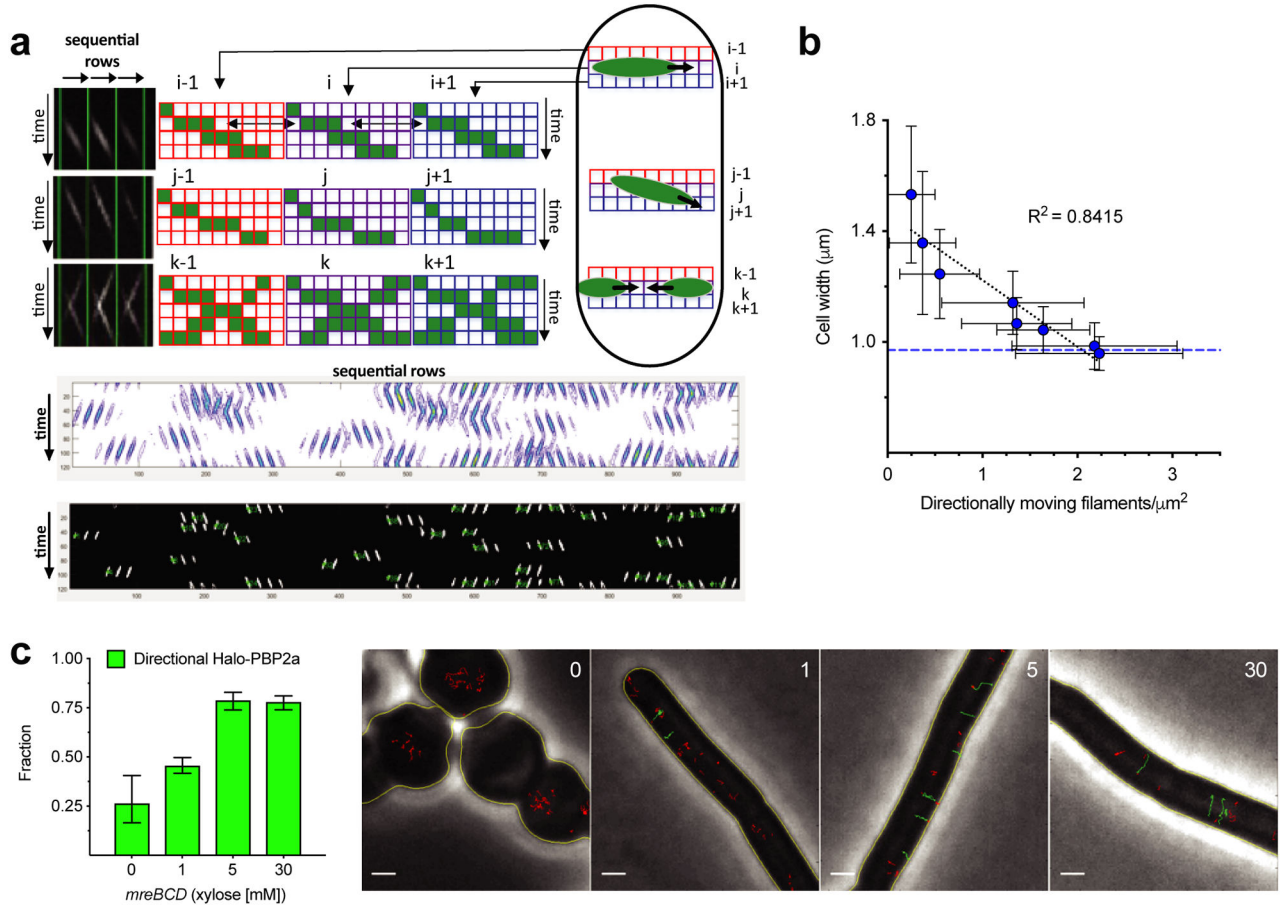 a
sequential
rows
time
i-1
i
i+1
time
i-1
i
i+1
time
j-1
j
j+1
time
j-1
j
j+1
time
k-1
k
k+1
time
k-1
k
k+1
sequential rows
time
20
40
60
80
100
120
100
200
300
400
500
600
700
800
900
time
20
40
60
80
100
120
100
200
300
400
500
600
700
800
900
b
Cell width (μm)
1.8
1.4
1.0
R² = 0.8415
0
1
2
3
Directionally moving filaments/μm²
c
Directional Halo-PBP2a
Fraction
1.00
0.75
0.50
0.25
0
1
5
30
mreBCD (xylose [mM])
0
1
5
30